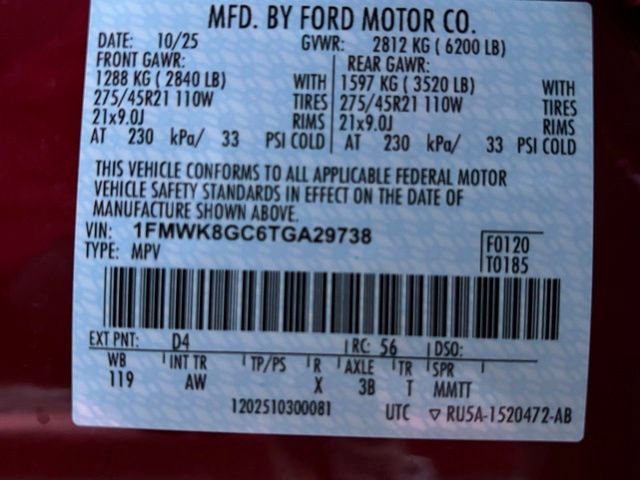 MFD. BY FORD MOTOR CO.
DATE: 10/25 GVWR: 2812 KG (6200 LB)
FRONT GAWR: REAR GAWR:
1288 KG (2840 LB) WITH 1597 KG (3520 LB) WITH
275/45R21 110W TIRES 275/45R21 110W TIRES
21x9.0J RIMS 21x9.0J RIMS
AT 230 kPa/ 33 PSI COLD AT 230 kPa/ 33 PSI COLD
THIS VEHICLE CONFORMS TO ALL APPLICABLE FEDERAL MOTOR
VEHICLE SAFETY STANDARDS IN EFFECT ON THE DATE OF
MANUFACTURE SHOWN ABOVE.
VIN: 1FMWK8GC6TGA29738
TYPE: MPV
F0120
T0185
EXT PNT: D4 RC: 56 DSO:
WB INT TR TP/PS R AXLE TR SPR
119 AW X 3B T MMTT
1202510300081 UTC ▽ RU5A-1520472-AB